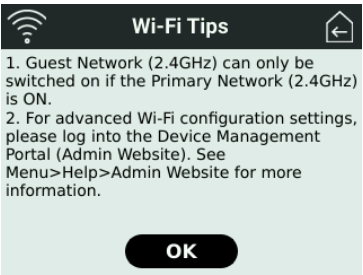 Wi-Fi Tips
1. Guest Network (2.4GHz) can only be
switched on if the Primary Network (2.4GHz)
is ON.
2. For advanced Wi-Fi configuration settings,
please log into the Device Management
Portal (Admin Website). See
Menu>Help>Admin Website for more
information.
OK